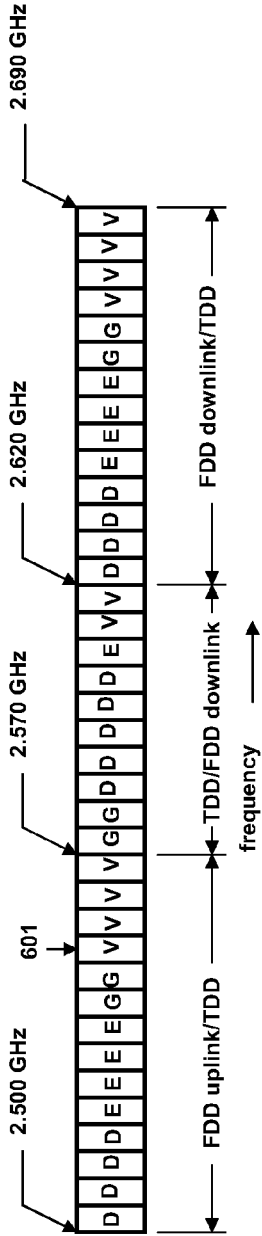 2.500 GHz 601 2.570 GHz 2.620 GHz 2.690 GHz
D D D D E E E E G G V V V V G G D D D D D E V V D D D D E E E E G G V V V V
FDD uplink/TDD TDD/FDD downlink FDD downlink/TDD
frequency